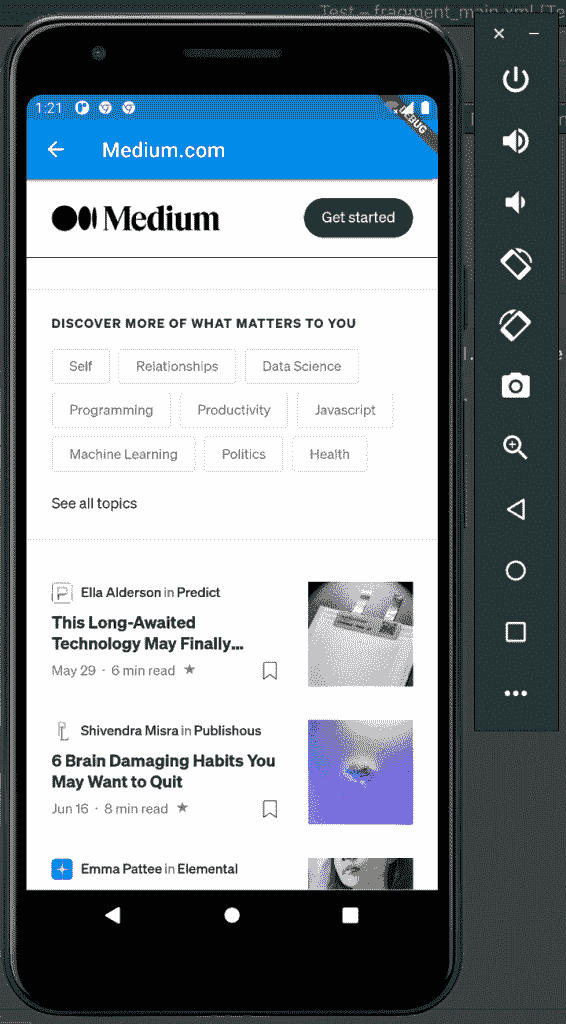 Test – fragment_main.xml [Te
1:21
DEBUG
Medium.com
Medium
Get started
DISCOVER MORE OF WHAT MATTERS TO YOU
Self Relationships Data Science
Programming Productivity Javascript
Machine Learning Politics Health
See all topics
Ella Alderson in Predict
This Long-Awaited
Technology May Finally...
May 29 · 6 min read
Shivendra Misra in Publishous
6 Brain Damaging Habits You
May Want to Quit
Jun 16 · 8 min read
Emma Pattee in Elemental